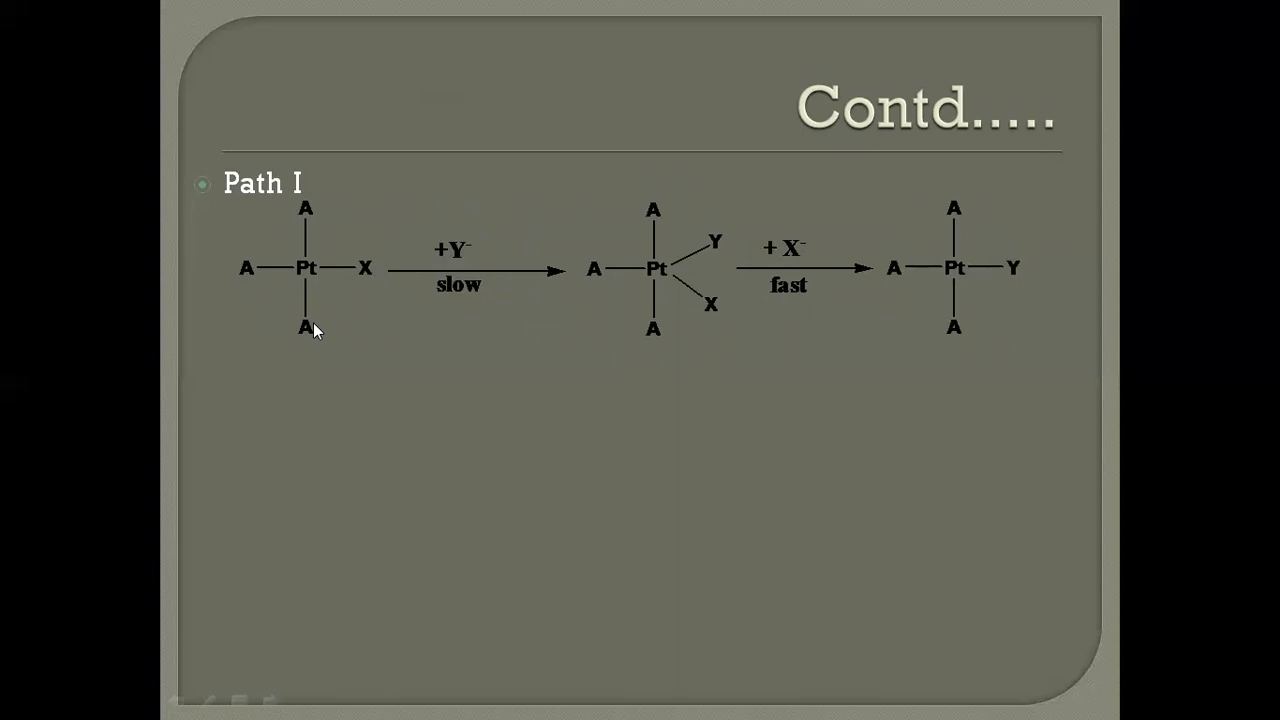 Contd.....
Path I
A A A
+Y⁻ Y + X⁻
A Pt X A Pt A Pt Y
slow X fast
A A A